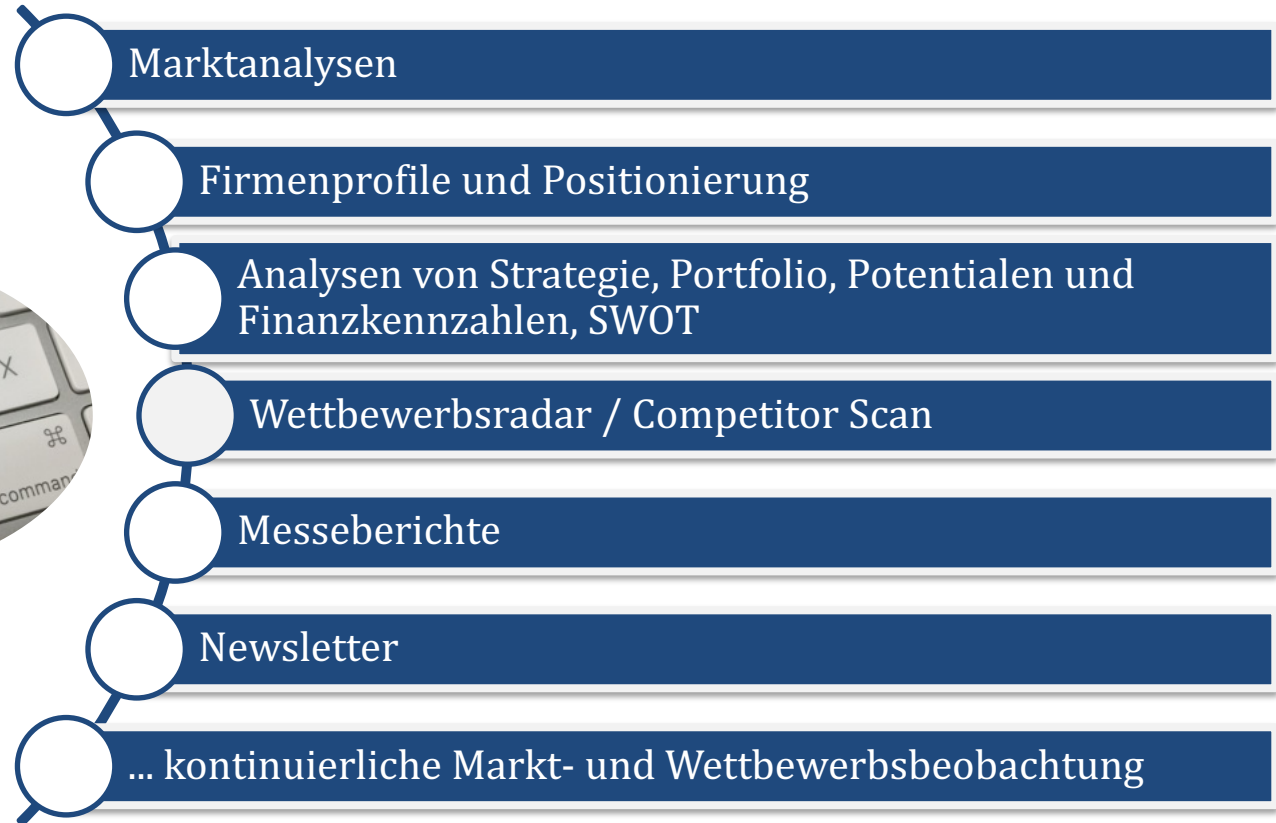 Marktanalysen
Firmenprofile und Positionierung
Analysen von Strategie, Portfolio, Potentialen und
Finanzkennzahlen, SWOT
Wettbewerbsradar / Competitor Scan
Messeberichte
Newsletter
... kontinuierliche Markt- und Wettbewerbsbeobachtung
X
⌘